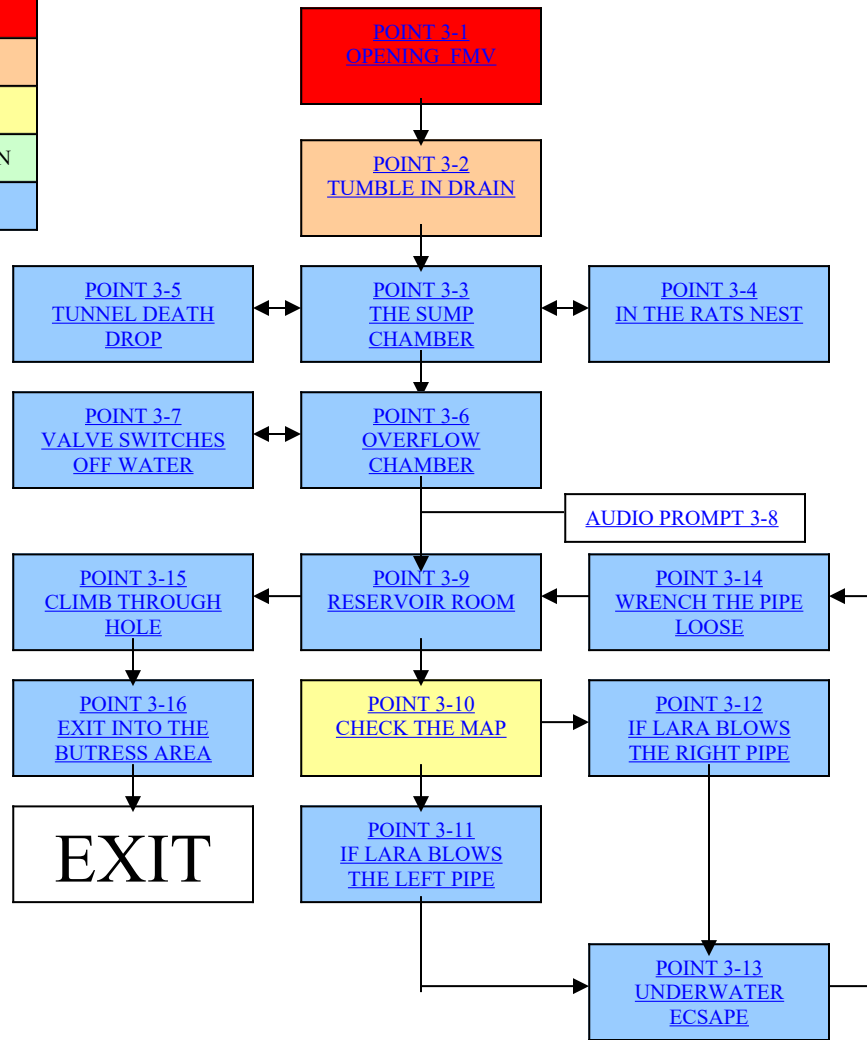 POINT 3-1
OPENING FMV
N
POINT 3-2
TUMBLE IN DRAIN
POINT 3-5
TUNNEL DEATH
DROP
POINT 3-3
THE SUMP
CHAMBER
POINT 3-4
IN THE RATS NEST
POINT 3-7
VALVE SWITCHES
OFF WATER
POINT 3-6
OVERFLOW
CHAMBER
AUDIO PROMPT 3-8
POINT 3-15
CLIMB THROUGH
HOLE
POINT 3-9
RESERVOIR ROOM
POINT 3-14
WRENCH THE PIPE
LOOSE
POINT 3-16
EXIT INTO THE
BUTRESS AREA
POINT 3-10
CHECK THE MAP
POINT 3-12
IF LARA BLOWS
THE RIGHT PIPE
EXIT
POINT 3-11
IF LARA BLOWS
THE LEFT PIPE
POINT 3-13
UNDERWATER
ECSAPE